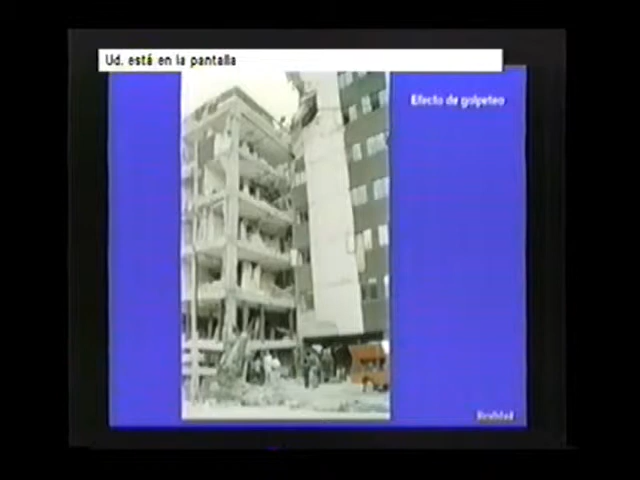 Ud. está en la pantalla
Efecto de golpeteo
Realidad